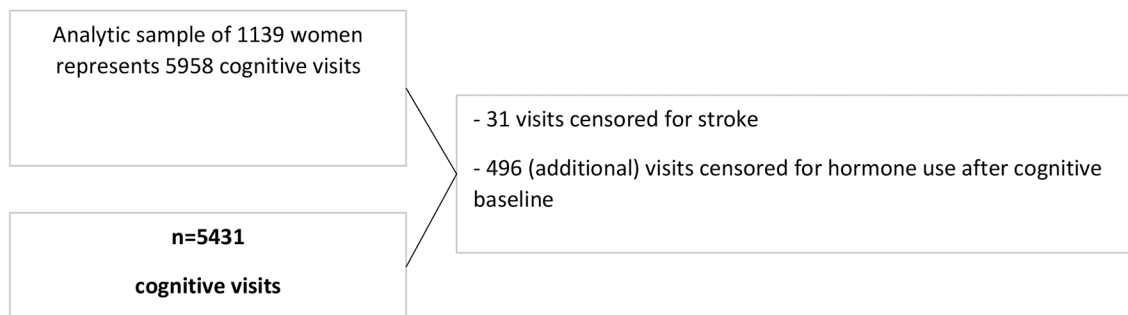 Analytic sample of 1139 women
represents 5958 cognitive visits
- 31 visits censored for stroke
- 496 (additional) visits censored for hormone use after cognitive
baseline
n=5431
cognitive visits